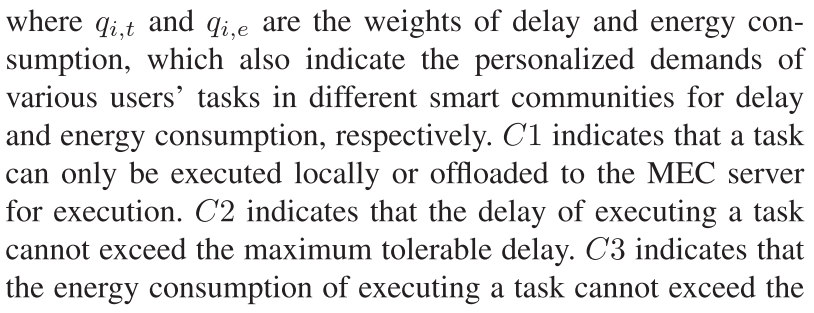 where q_{i,t} and q_{i,e} are the weights of delay and energy con-
sumption, which also indicate the personalized demands of
various users' tasks in different smart communities for delay
and energy consumption, respectively. C1 indicates that a task
can only be executed locally or offloaded to the MEC server
for execution. C2 indicates that the delay of executing a task
cannot exceed the maximum tolerable delay. C3 indicates that
the energy consumption of executing a task cannot exceed the